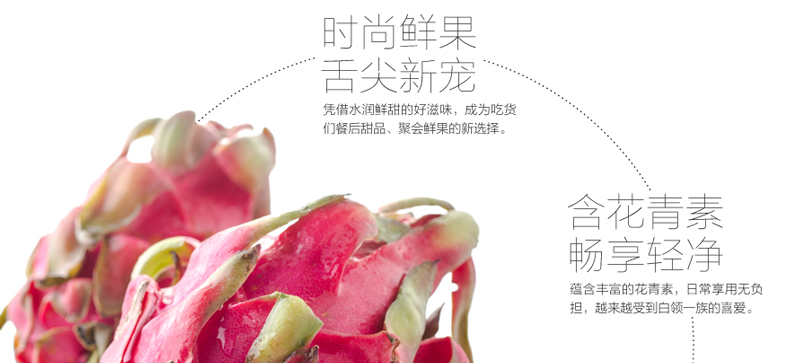 时尚鲜果
舌尖新宠
凭借水润鲜甜的好滋味，成为吃货
们餐后甜品、聚会鲜果的新选择。
含花青素
畅享轻净
蕴含丰富的花青素，日常享用无负
担，越来越受到白领一族的喜爱。